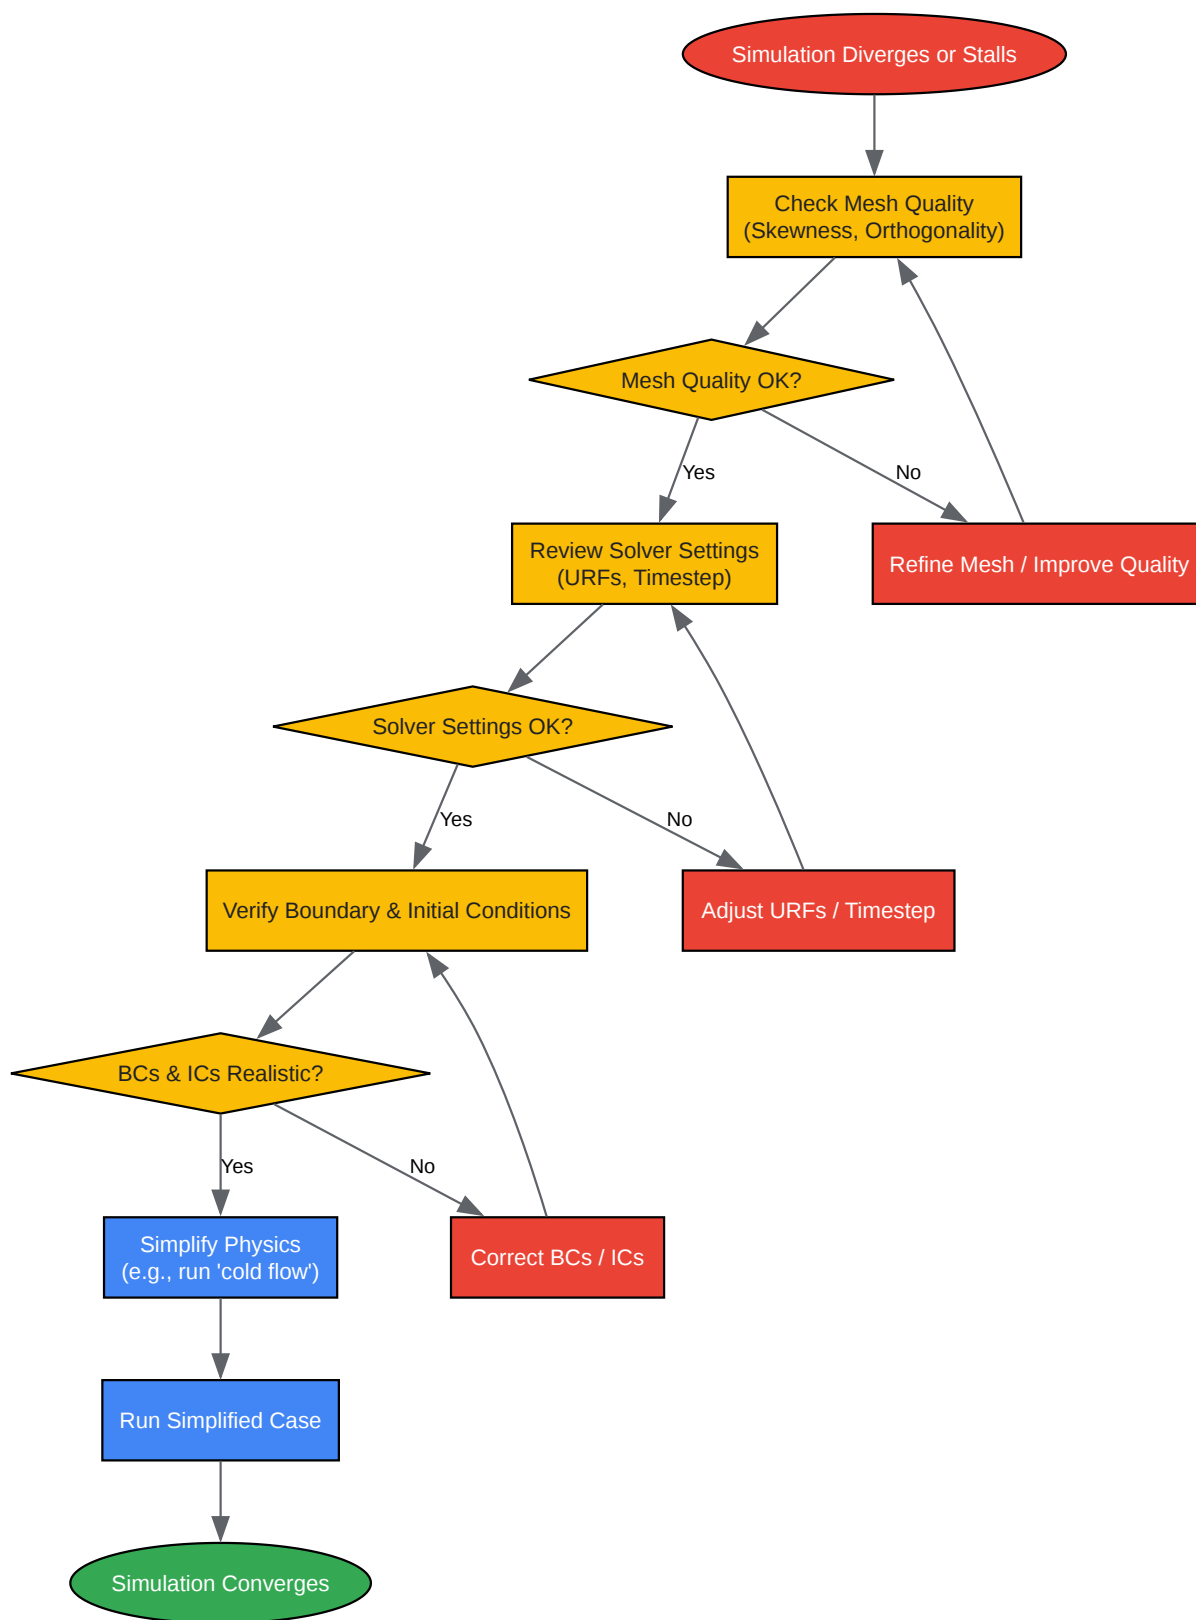 Simulation Diverges or Stalls
Check Mesh Quality
(Skewness, Orthogonality)
Mesh Quality OK?
Yes
No
Review Solver Settings
(URFs, Timestep)
Refine Mesh / Improve Quality
Solver Settings OK?
Yes
No
Verify Boundary & Initial Conditions
Adjust URFs / Timestep
BCs & ICs Realistic?
Yes
No
Simplify Physics
(e.g., run 'cold flow')
Correct BCs / ICs
Run Simplified Case
Simulation Converges